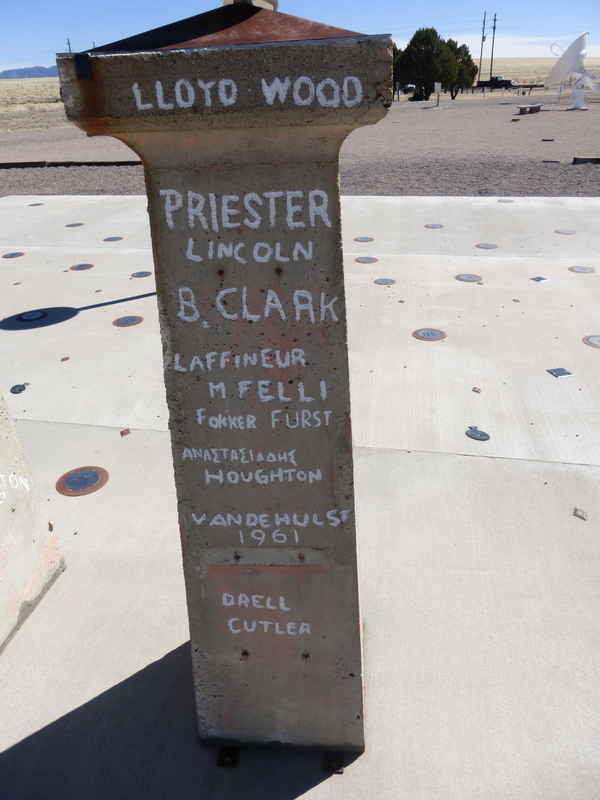 LLOYD WOOD
PRIESTER
LINCOLN
B. CLARK
LAFFINEUR
M FELLI
FOKKER FURST
ΑΝΑΣΤΑΣΙΑΔΗΣ
HOUGHTON
VANDEHULST
1961
DRELL
CUTLER